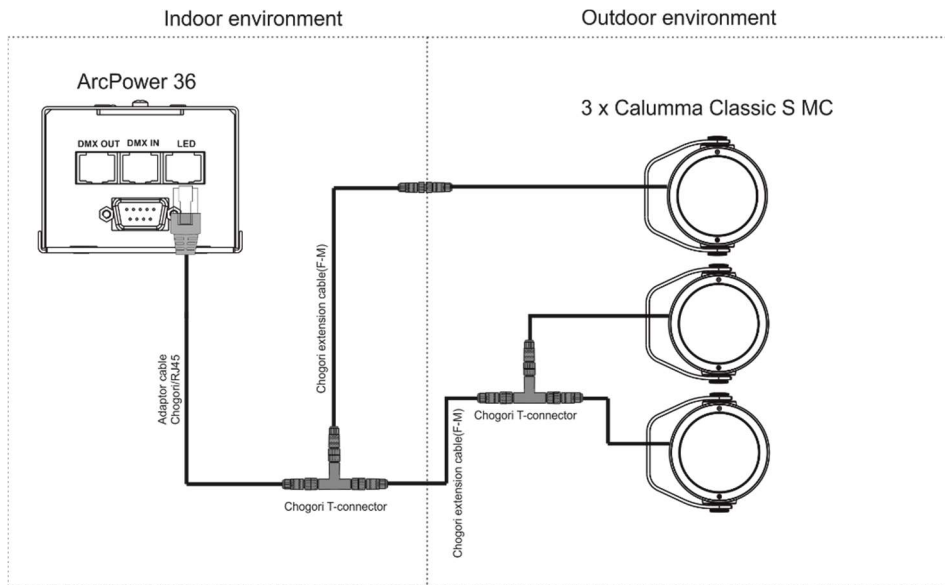 Indoor environment
Outdoor environment
ArcPower 36
3 x Calumma Classic S MC
DMX OUT
DMX IN
LED
Chogori extension cable(F-M)
Adaptor cable
Chogori/RJ45
Chogori T-connector
Chogori T-connector
Chogori extension cable(F-M)